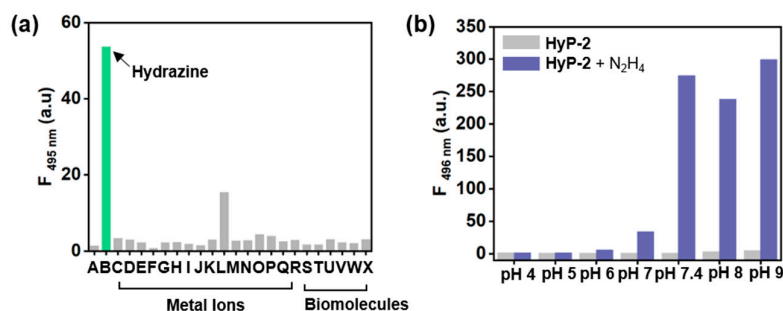 (a)
60
40
20
0
F 495 nm (a.u)
Hydrazine
ABCDEFGHIJKLMNOPQRSTUVWX
Metal Ions
Biomolecules
(b)
350
300
250
200
150
100
50
0
F 496 nm (a.u.)
HyP-2
HyP-2 + N₂H₄
pH 4 pH 5 pH 6 pH 7 pH 7.4 pH 8 pH 9